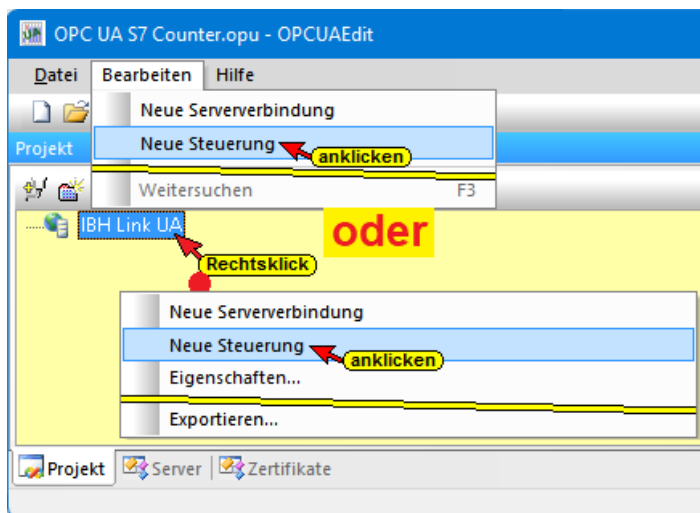 OPC UA S7 Counter.opu - OPCUAEdit
Datei Bearbeiten Hilfe
Neue Serververbindung
Projekt
Neue Steuerung
anklicken
Weitersuchen F3
IBH Link UA
oder
Rechtsklick
Neue Serververbindung
Neue Steuerung
anklicken
Eigenschaften...
Exportieren...
Projekt Server Zertifikate